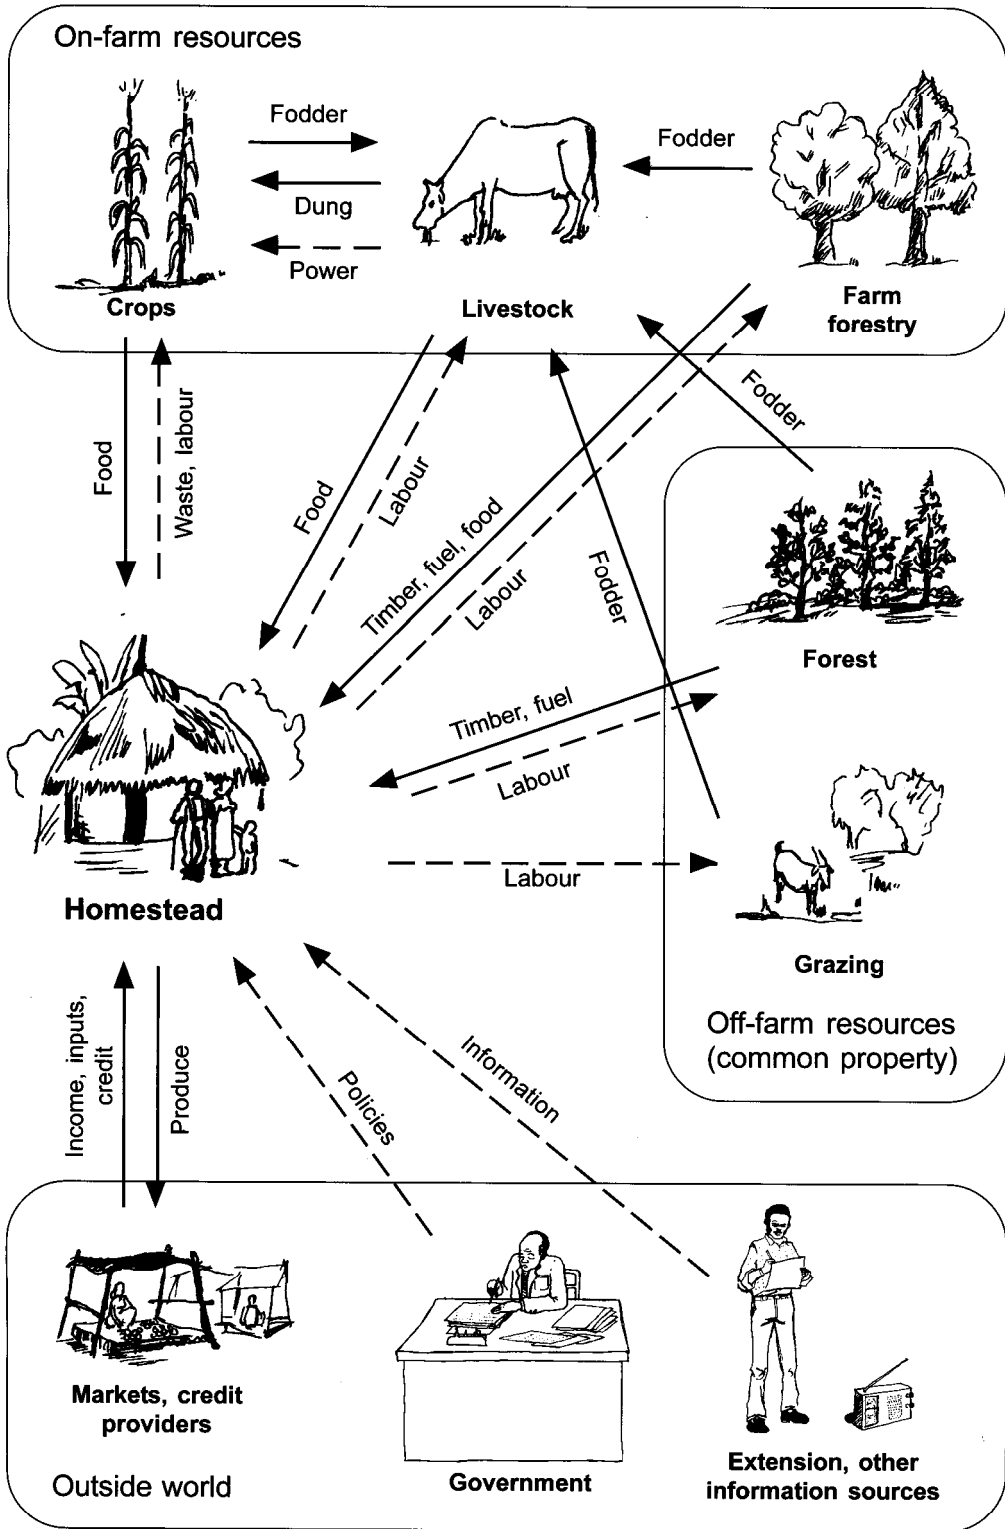 On-farm resources
Fodder
Dung
Power
Fodder
Crops
Livestock
Farm
forestry
Food
Waste, labour
Food
Labour
Timber, fuel, food
Labour
Fodder
Fodder
Forest
Timber, fuel
Labour
Labour
Homestead
Grazing
Off-farm resources
(common property)
Income, inputs,
credit
Produce
Policies
Information
Markets, credit
providers
Government
Extension, other
information sources
Outside world